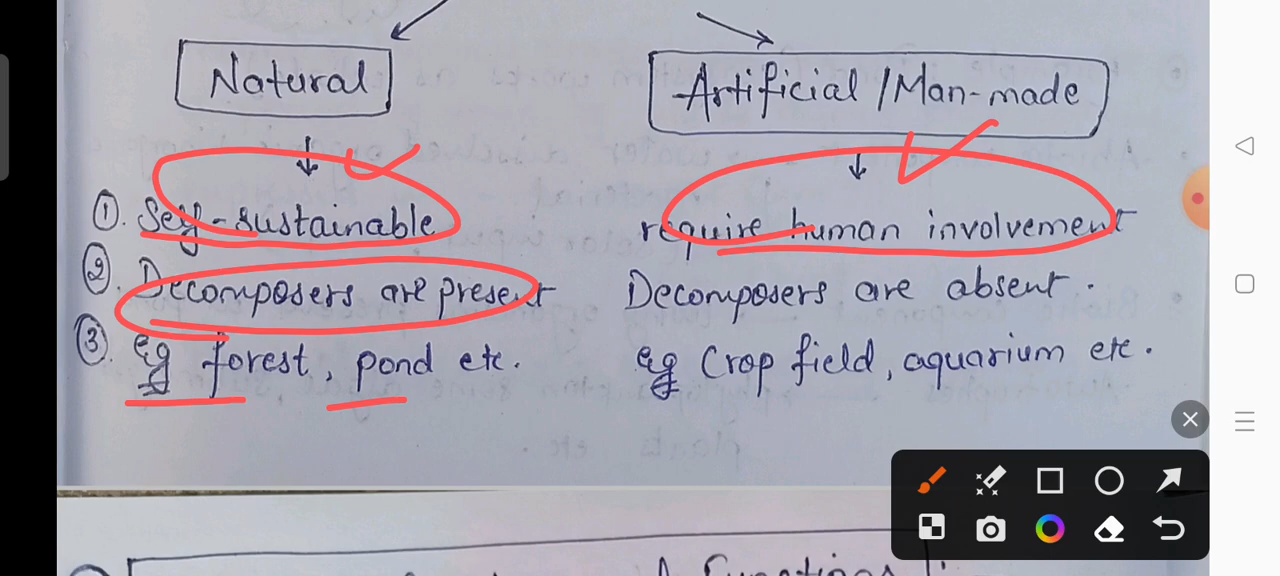 Natural
Artificial / Man-made
①. Self-sustainable
require human involvement
②. Decomposers are present
Decomposers are absent.
③. eg forest, pond etc.
eg Crop field, aquarium etc.
Functions